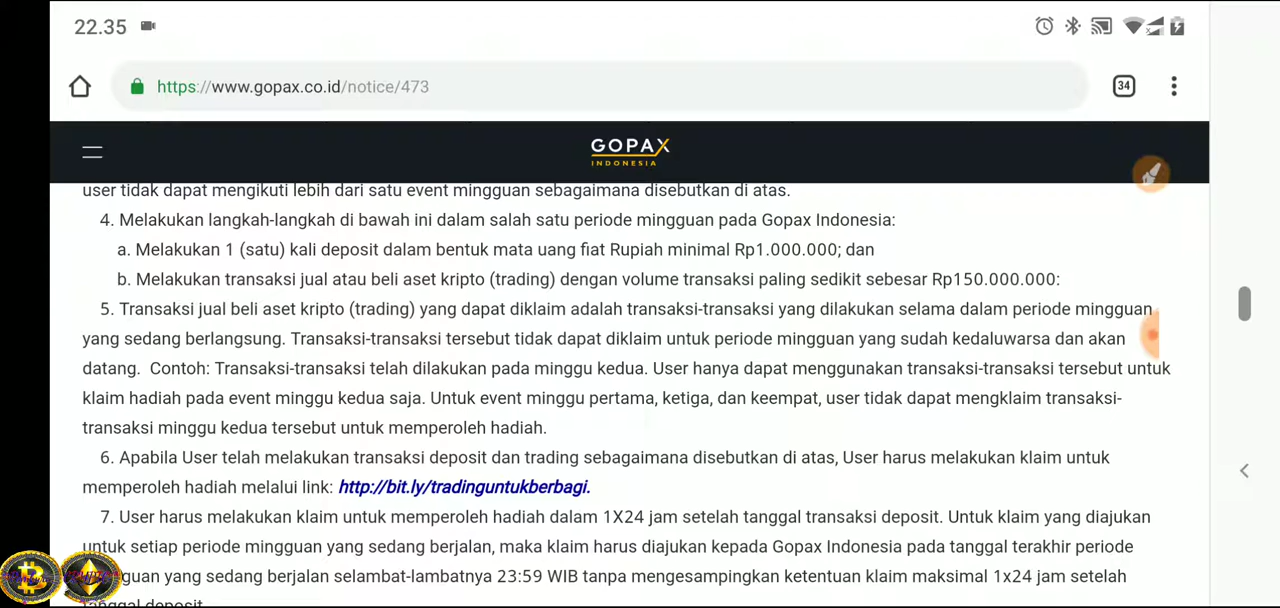 22.35
https://www.gopax.co.id/notice/473
34
GOPAX
INDONESIA
user tidak dapat mengikuti lebih dari satu event mingguan sebagaimana disebutkan di atas.
4. Melakukan langkah-langkah di bawah ini dalam salah satu periode mingguan pada Gopax Indonesia:
a. Melakukan 1 (satu) kali deposit dalam bentuk mata uang fiat Rupiah minimal Rp1.000.000; dan
b. Melakukan transaksi jual atau beli aset kripto (trading) dengan volume transaksi paling sedikit sebesar Rp150.000.000:
5. Transaksi jual beli aset kripto (trading) yang dapat diklaim adalah transaksi-transaksi yang dilakukan selama dalam periode mingguan
yang sedang berlangsung. Transaksi-transaksi tersebut tidak dapat diklaim untuk periode mingguan yang sudah kedaluwarsa dan akan
datang. Contoh: Transaksi-transaksi telah dilakukan pada minggu kedua. User hanya dapat menggunakan transaksi-transaksi tersebut untuk
klaim hadiah pada event minggu kedua saja. Untuk event minggu pertama, ketiga, dan keempat, user tidak dapat mengklaim transaksi-
transaksi minggu kedua tersebut untuk memperoleh hadiah.
6. Apabila User telah melakukan transaksi deposit dan trading sebagaimana disebutkan di atas, User harus melakukan klaim untuk
memperoleh hadiah melalui link: http://bit.ly/tradinguntukberbagi.
7. User harus melakukan klaim untuk memperoleh hadiah dalam 1X24 jam setelah tanggal transaksi deposit. Untuk klaim yang diajukan
untuk setiap periode mingguan yang sedang berjalan, maka klaim harus diajukan kepada Gopax Indonesia pada tanggal terakhir periode
guan yang sedang berjalan selambat-lambatnya 23:59 WIB tanpa mengesampingkan ketentuan klaim maksimal 1x24 jam setelah
tanggal deposit.